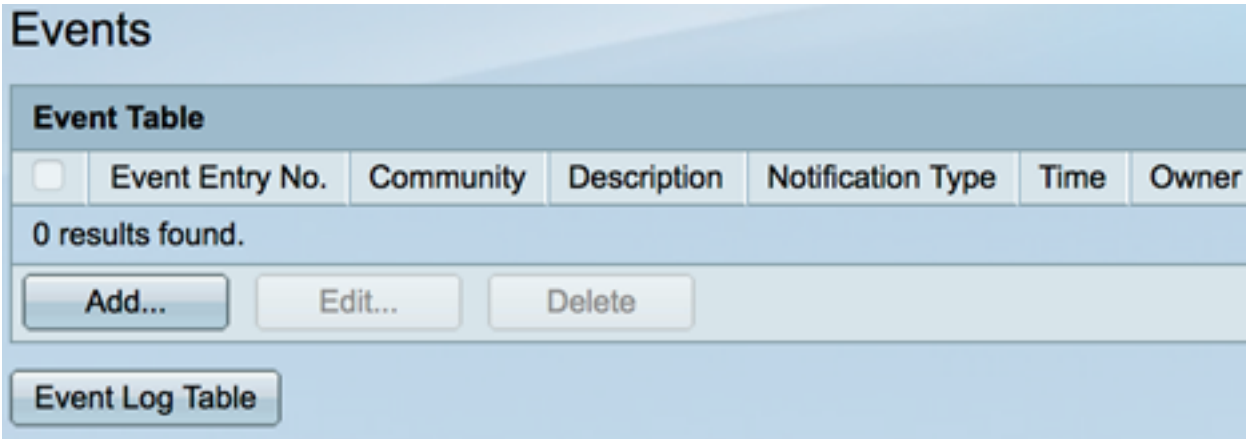 Events
Event Table
Event Entry No. Community Description Notification Type Time Owner
0 results found.
Add... Edit... Delete
Event Log Table